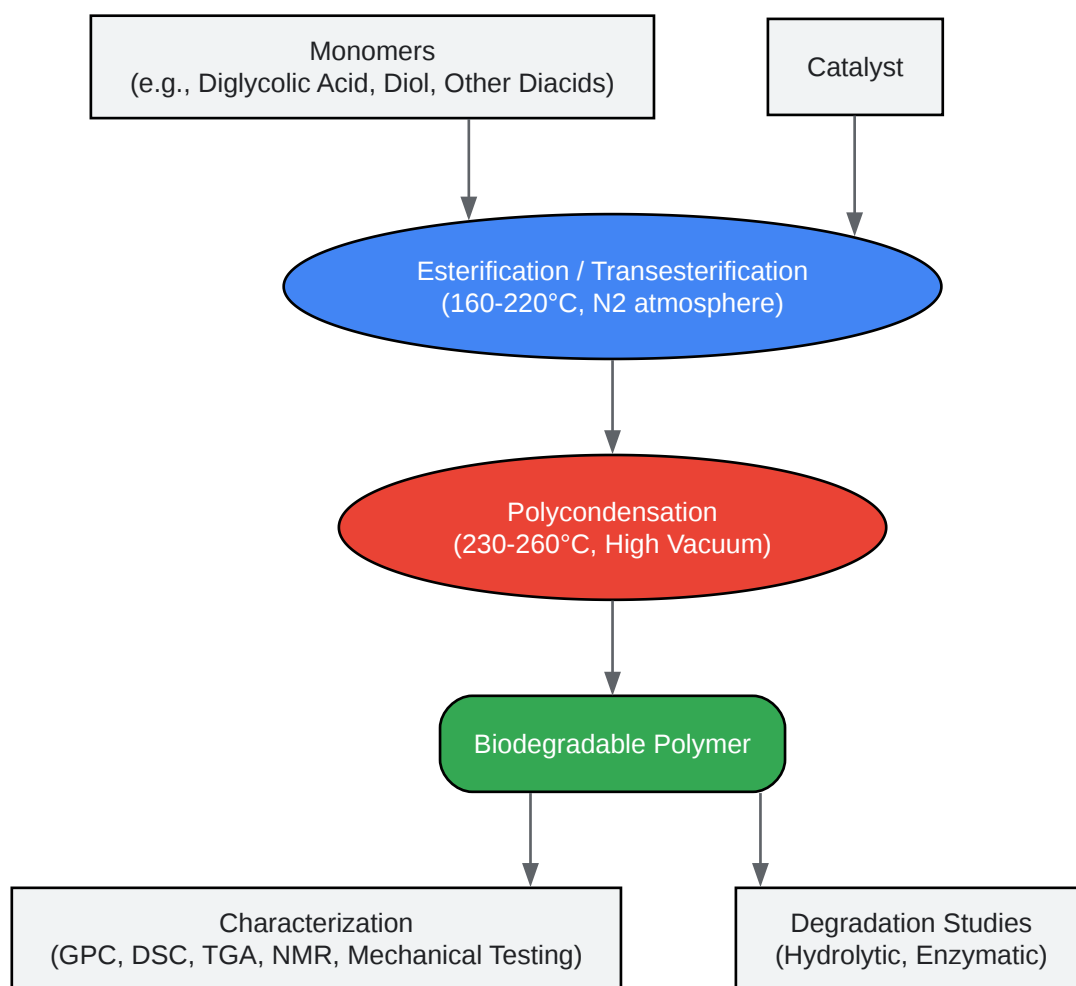 Monomers
(e.g., Diglycolic Acid, Diol, Other Diacids)
Catalyst
Esterification / Transesterification
(160-220°C, N2 atmosphere)
Polycondensation
(230-260°C, High Vacuum)
Biodegradable Polymer
Characterization
(GPC, DSC, TGA, NMR, Mechanical Testing)
Degradation Studies
(Hydrolytic, Enzymatic)